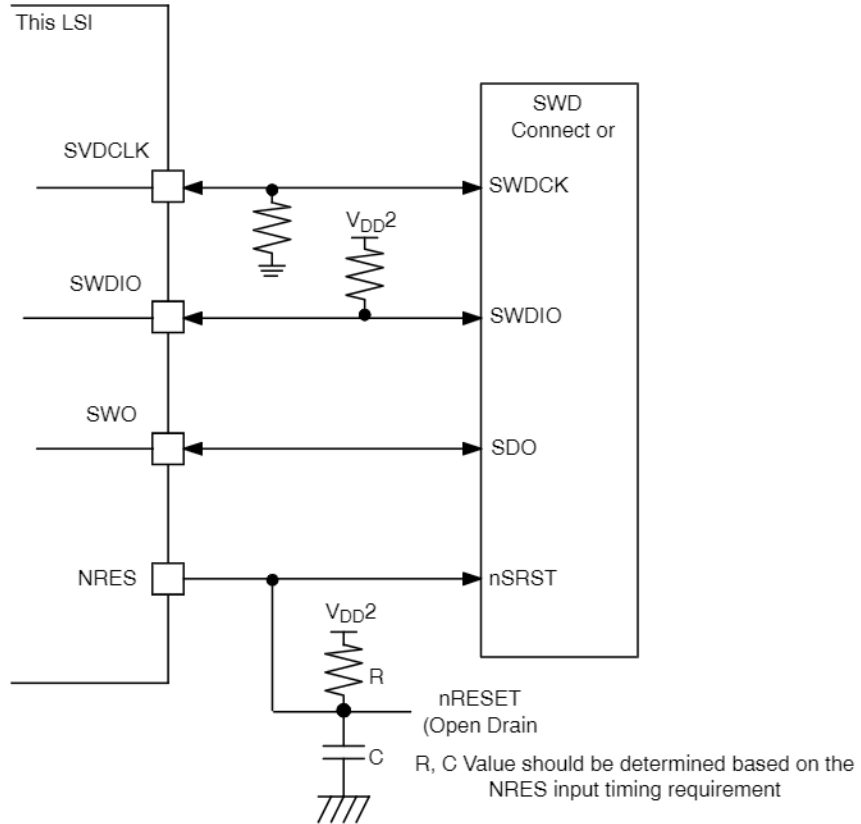 This LSI
SWD
Connect or
SVDCLK
SWDCK
VDD2
SWDIO
SWDIO
SWO
SDO
NRES
nSRST
VDD2
R
nRESET
(Open Drain
C
R, C Value should be determined based on the
NRES input timing requirement